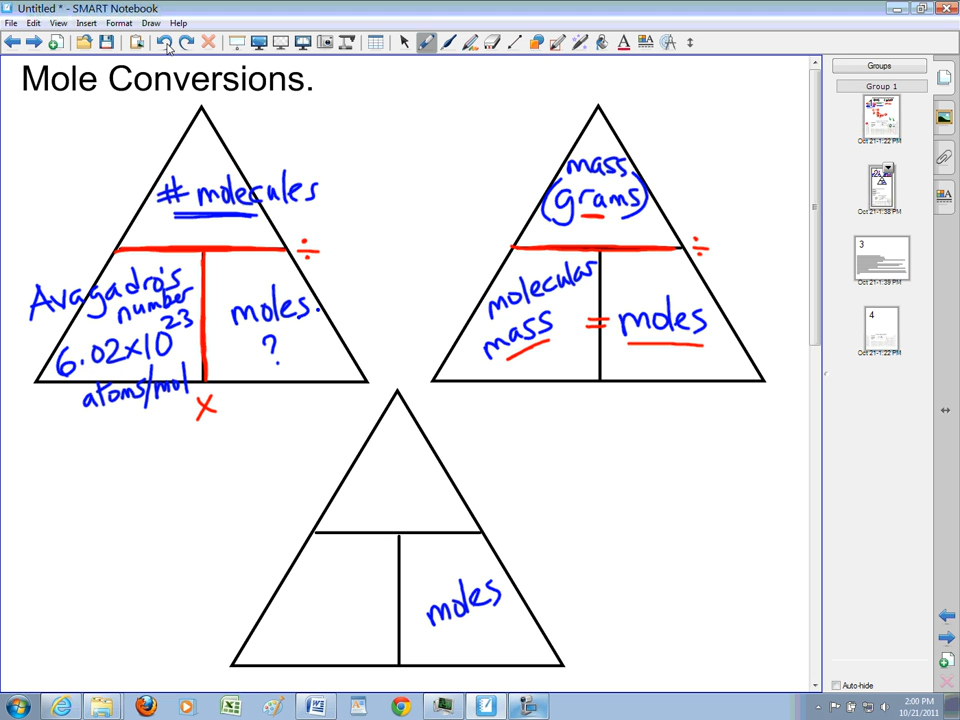 Untitled * - SMART Notebook
File Edit View Insert Format Draw Help
Mole Conversions.
# molecules
÷
Avagadro's
number
6.02x10 23
atoms/mol
moles.
?
x
mass
(grams)
÷
molecular
mass
= moles
moles
Groups
Group 1
Oct 21-1:22 PM
Oct 21-1:38 PM
3
Oct 21-1:39 PM
4
Oct 21-1:22 PM
Auto-hide
2:00 PM
10/21/2011